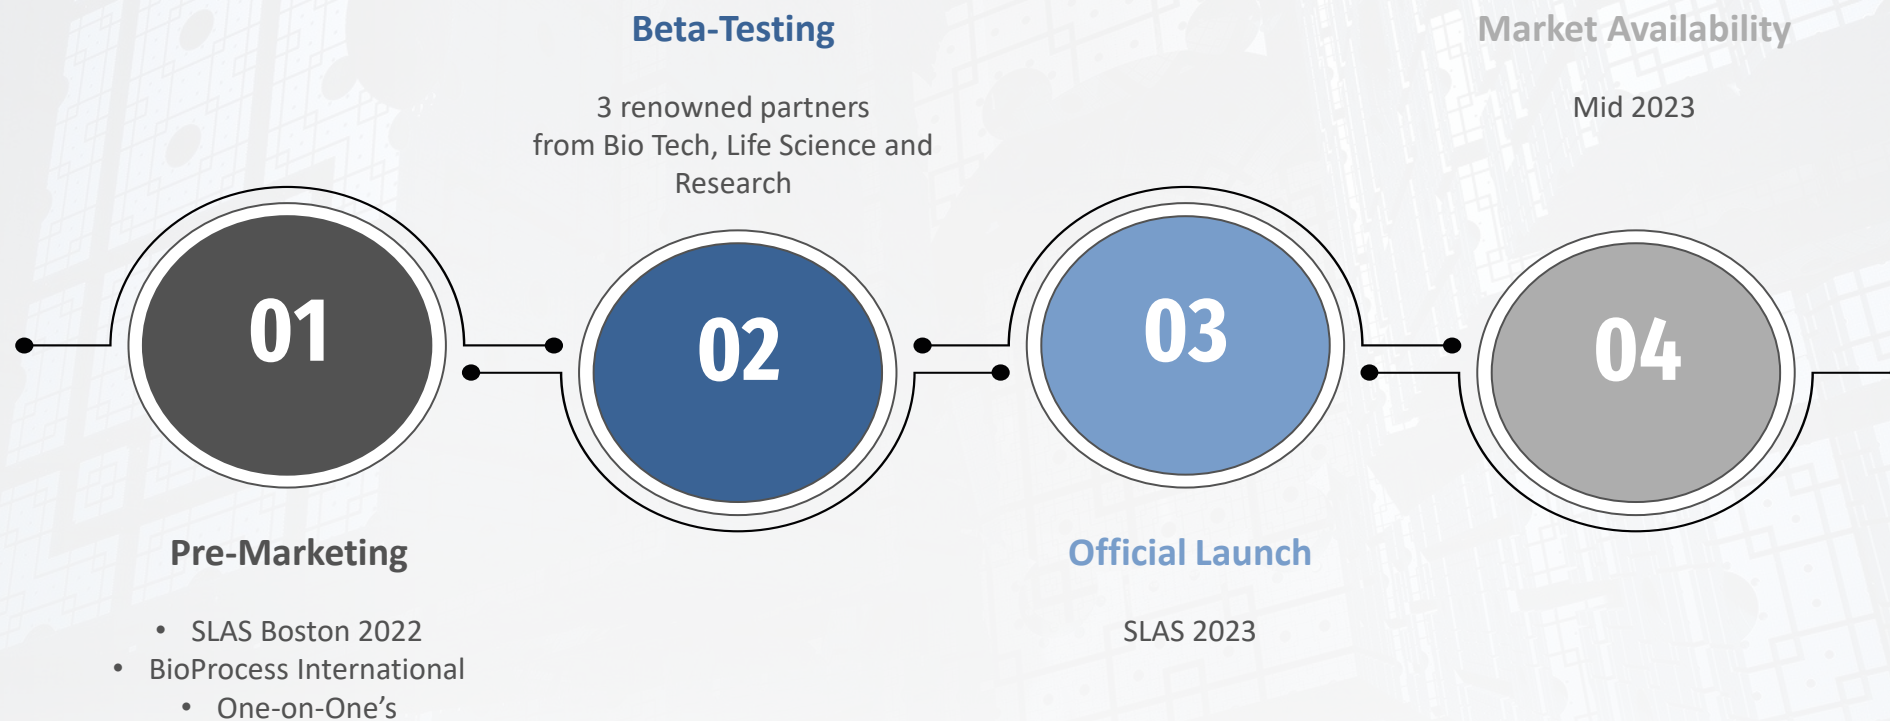 Beta-Testing
3 renowned partners
from Bio Tech, Life Science and
Research
Market Availability
Mid 2023
01
02
03
04
Pre-Marketing
• SLAS Boston 2022
• BioProcess International
• One-on-One’s
Official Launch
SLAS 2023